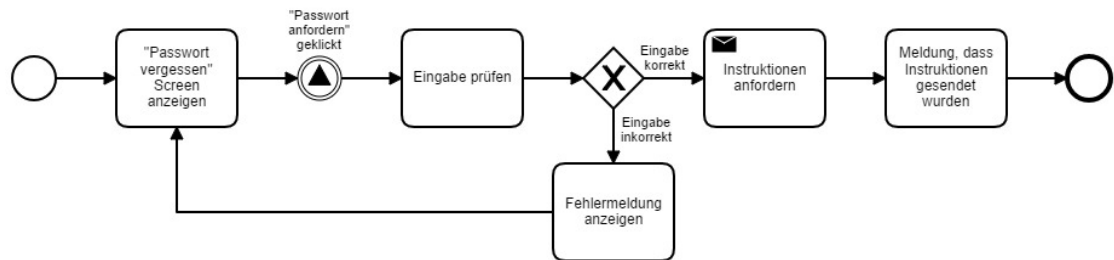 "Passwort
vergessen"
Screen
anzeigen
"Passwort
anfordern"
geklickt
Eingabe prüfen
Eingabe
korrekt
Eingabe
inkorrekt
Instruktionen
anfordern
Meldung, dass
Instruktionen
gesendet
wurden
Fehlermeldung
anzeigen